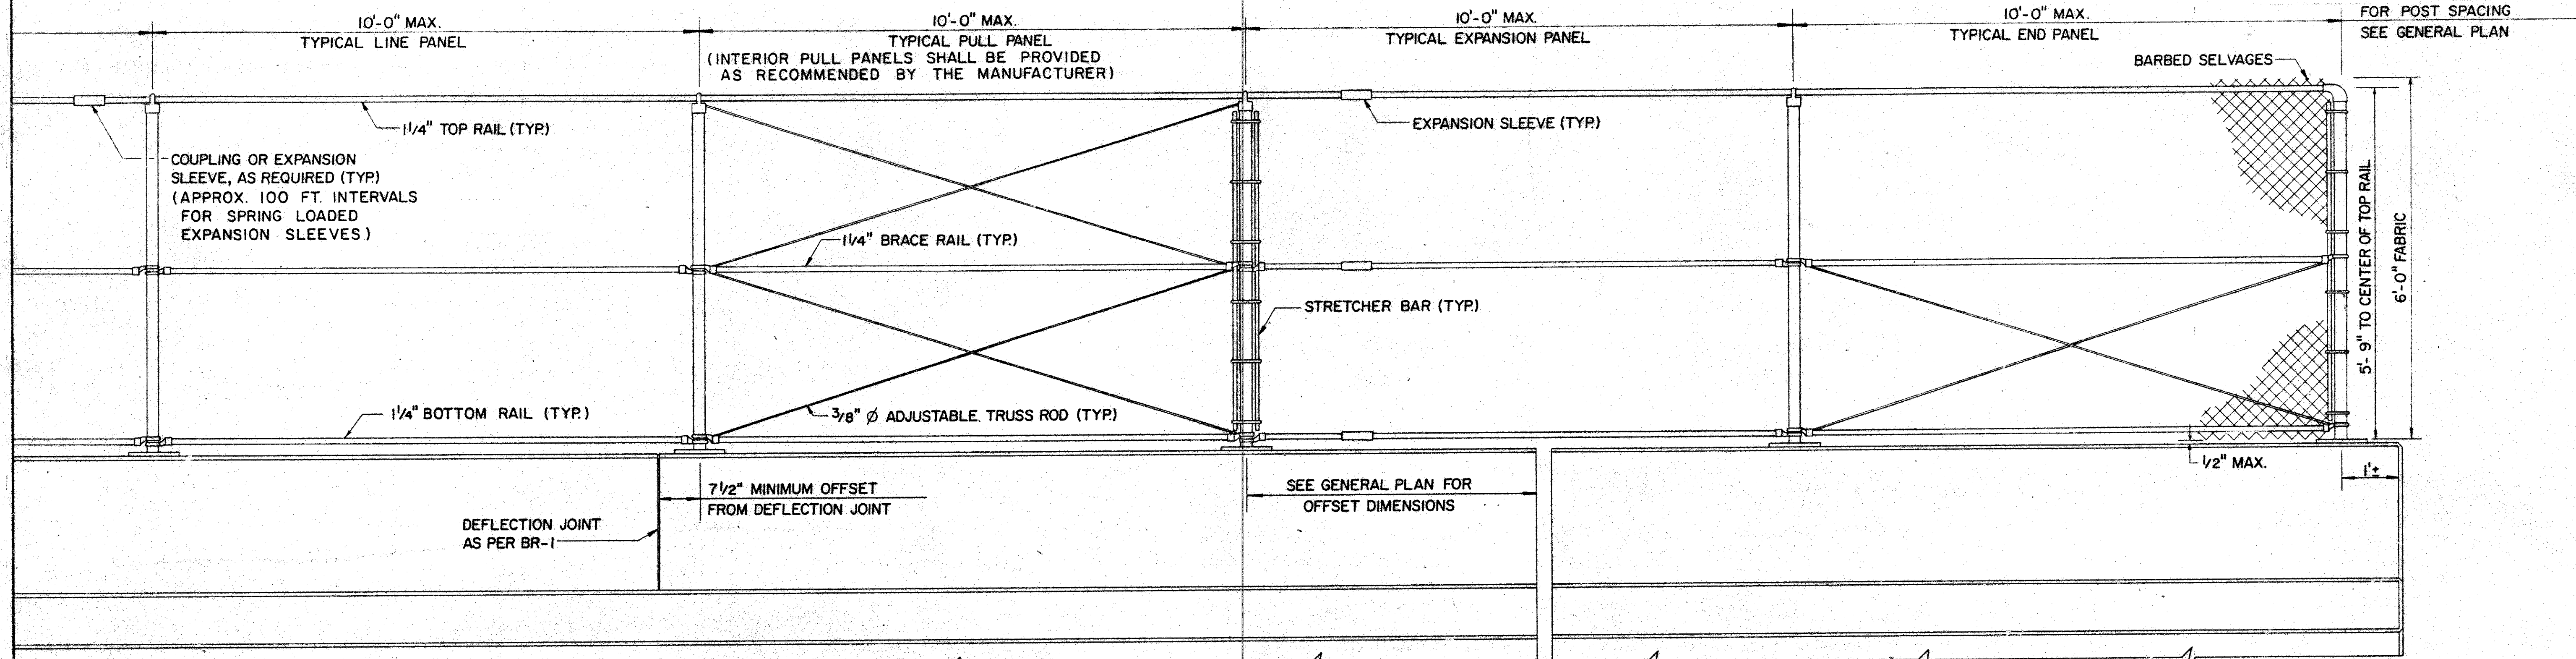 10'-0" MAX.
TYPICAL LINE PANEL
10'-0" MAX.
TYPICAL PULL PANEL
(INTERIOR PULL PANELS SHALL BE PROVIDED
AS RECOMMENDED BY THE MANUFACTURER)
10'-0" MAX.
TYPICAL EXPANSION PANEL
10'-0" MAX.
TYPICAL END PANEL
FOR POST SPACING
SEE GENERAL PLAN
BARBED SELVAGES
1 1/4" TOP RAIL (TYP.)
EXPANSION SLEEVE (TYP.)
COUPLING OR EXPANSION
SLEEVE, AS REQUIRED (TYP.)
(APPROX. 100 FT. INTERVALS
FOR SPRING LOADED
EXPANSION SLEEVES)
1 1/4" BRACE RAIL (TYP.)
STRETCHER BAR (TYP.)
5'-9" TO CENTER OF TOP RAIL
6'-0" FABRIC
1 1/4" BOTTOM RAIL (TYP.)
3/8" Ø ADJUSTABLE TRUSS ROD (TYP.)
1/2" MAX.
1'±
7 1/2" MINIMUM OFFSET
FROM DEFLECTION JOINT
SEE GENERAL PLAN FOR
OFFSET DIMENSIONS
DEFLECTION JOINT
AS PER BR-1